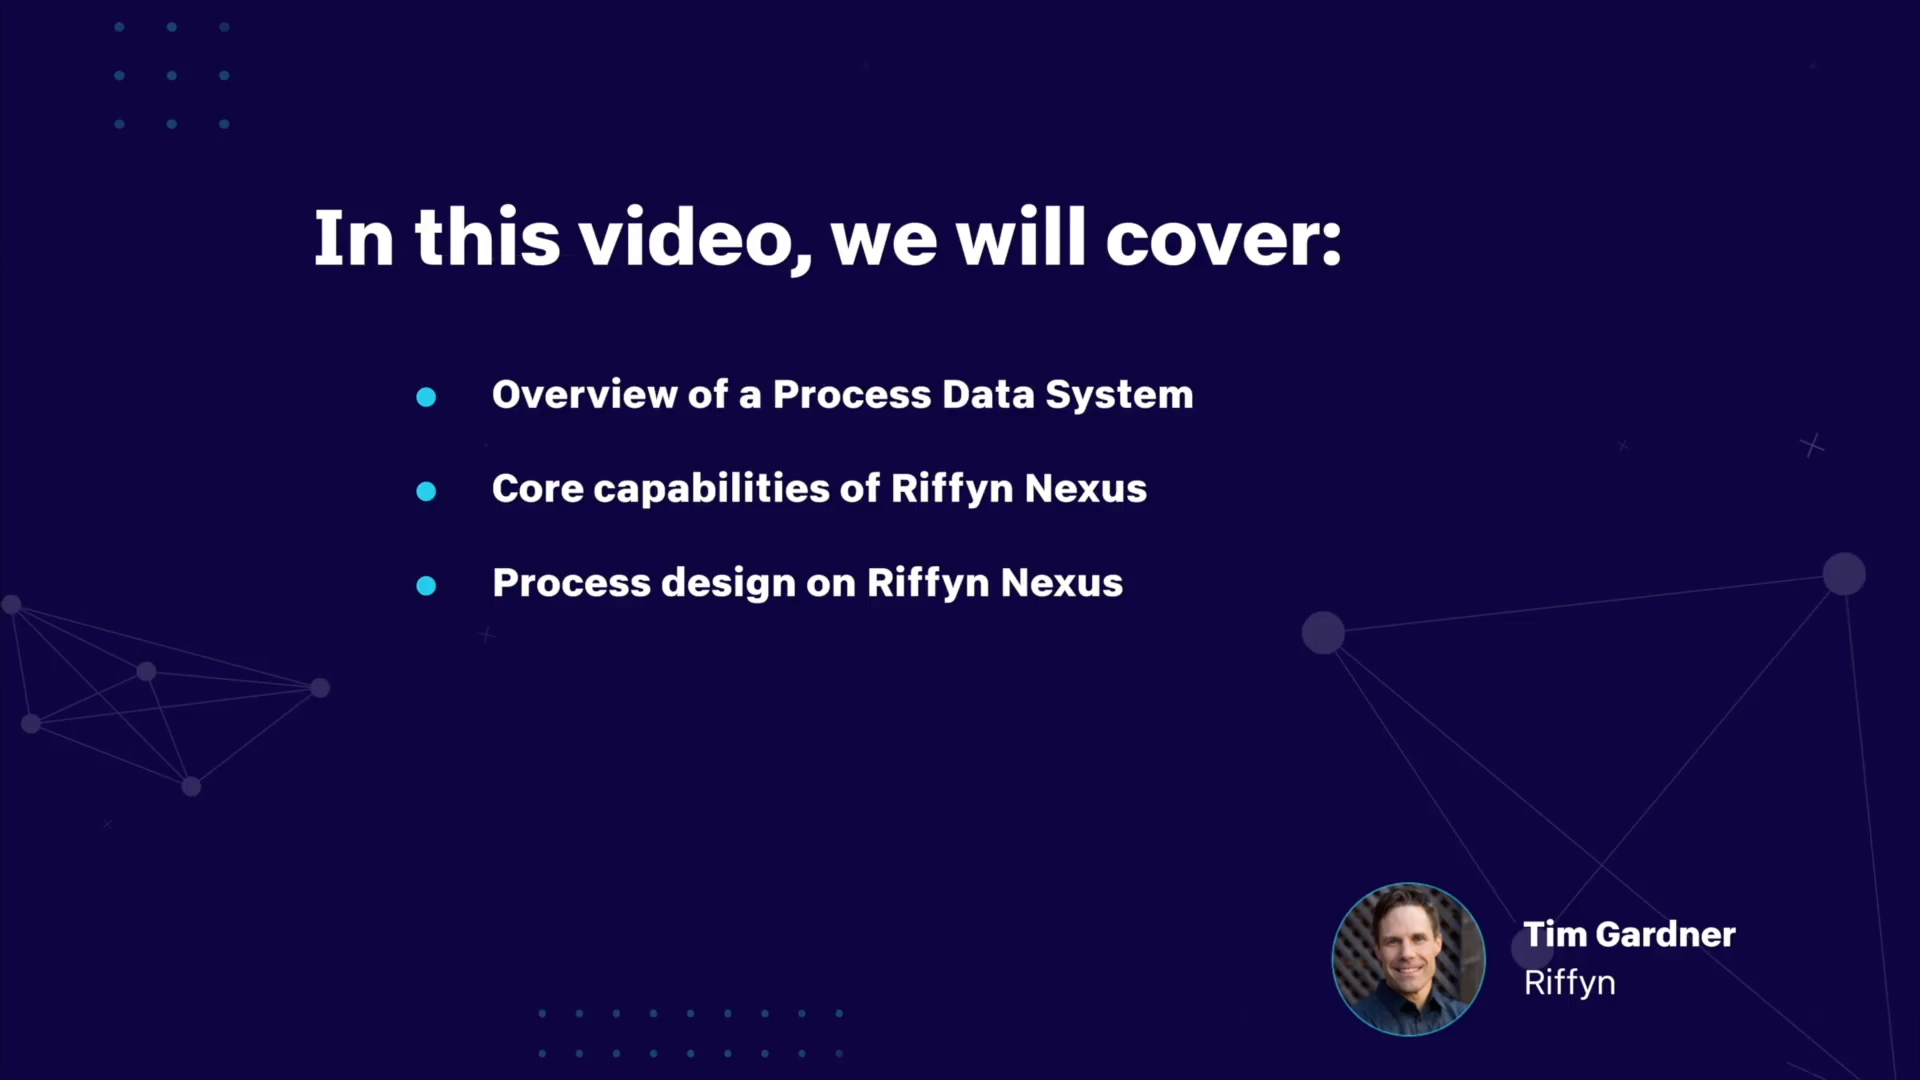 In this video, we will cover:
Overview of a Process Data System
Core capabilities of Riffyn Nexus
Process design on Riffyn Nexus
Tim Gardner
Riffyn